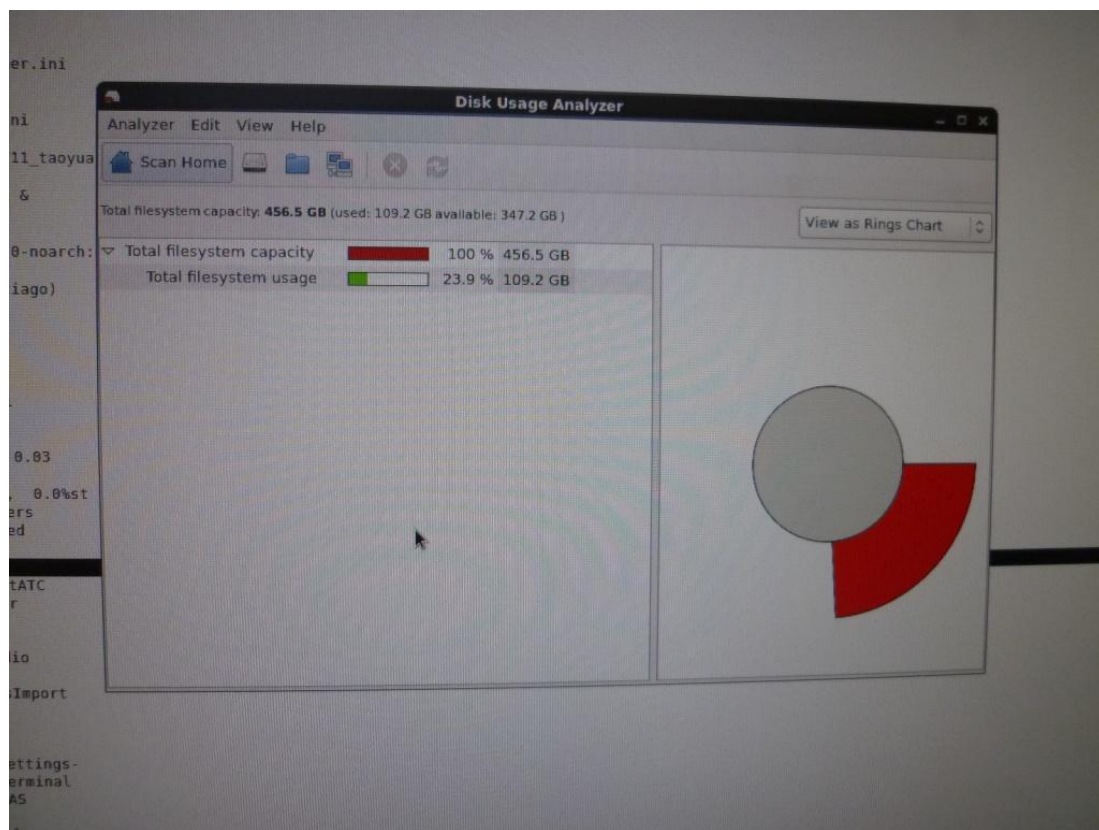 er.ini
ni
11_taoyua
&
0-noarch:
iago)
0.03
, 0.0%st
ers
ed
tATC
r
io
sImport
ettings-
erminal
AS
Disk Usage Analyzer
Analyzer Edit View Help
Scan Home
Total filesystem capacity: 456.5 GB (used: 109.2 GB available: 347.2 GB )
View as Rings Chart
Total filesystem capacity 100 % 456.5 GB
Total filesystem usage 23.9 % 109.2 GB